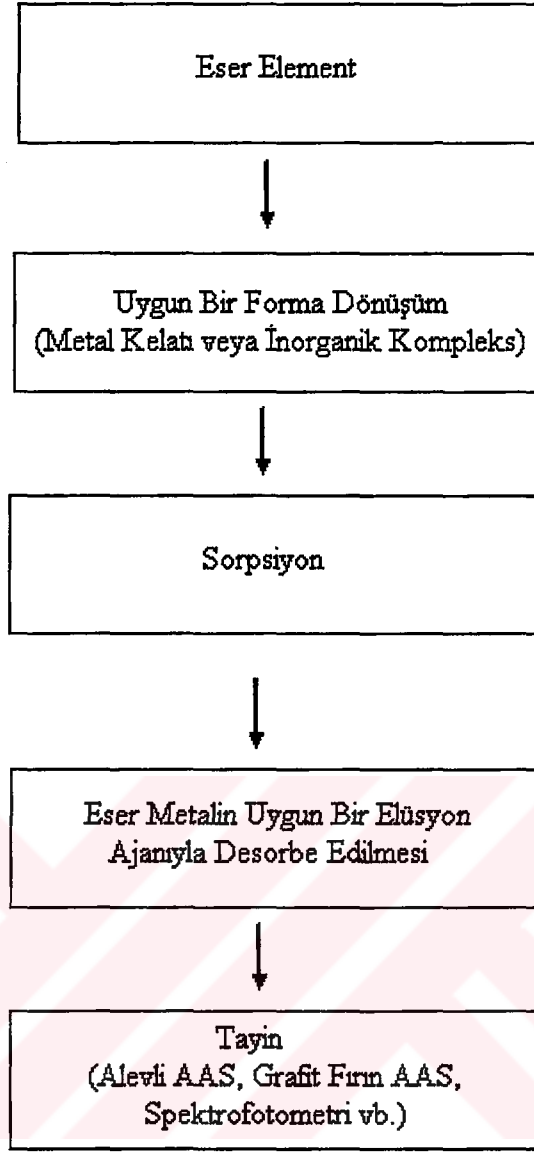 Eser Element
Uygun Bir Forma Dönüşüm
(Metal Kelatı veya İnorganik Kompleks)
Sorpsiyon
Eser Metalin Uygun Bir Elüsyon
Ajanıyla Desorbe Edilmesi
Tayin
(Alevli AAS, Grafit Fırın AAS,
Spektrofotometri vb.)